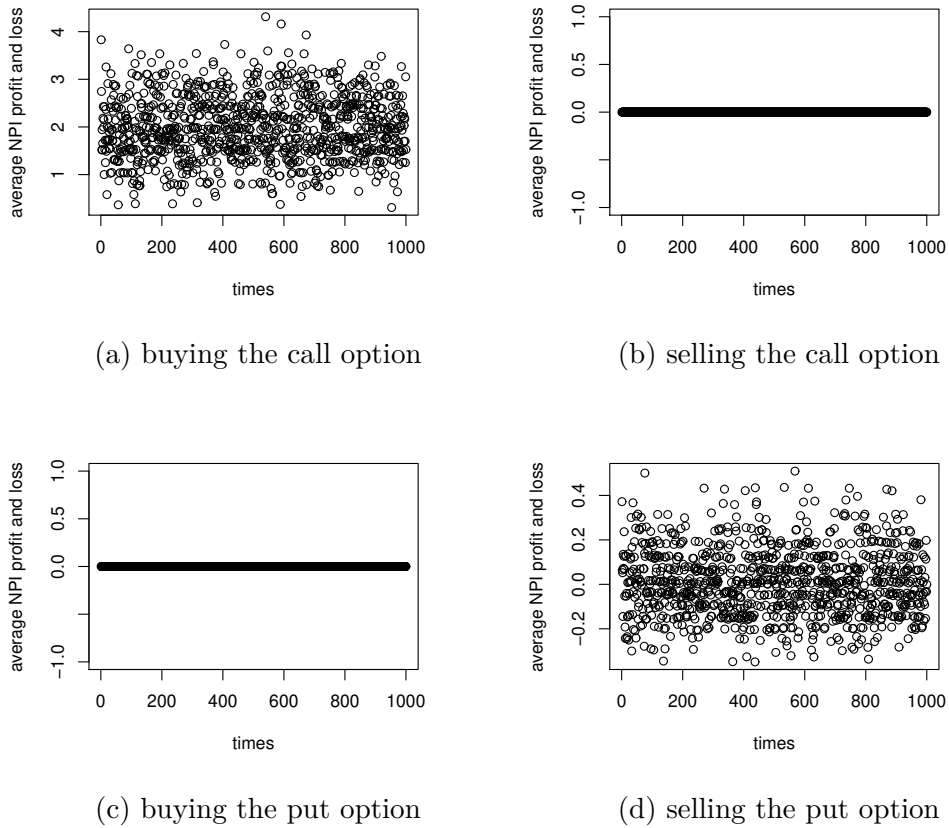 average NPI profit and loss
4
3
2
1
0 200 400 600 800 1000
times
(a) buying the call option
average NPI profit and loss
1.0
0.5
0.0
−1.0
0 200 400 600 800 1000
times
(b) selling the call option
average NPI profit and loss
1.0
0.5
0.0
−1.0
0 200 400 600 800 1000
times
(c) buying the put option
average NPI profit and loss
0.4
0.2
0.0
−0.2
0 200 400 600 800 1000
times
(d) selling the put option